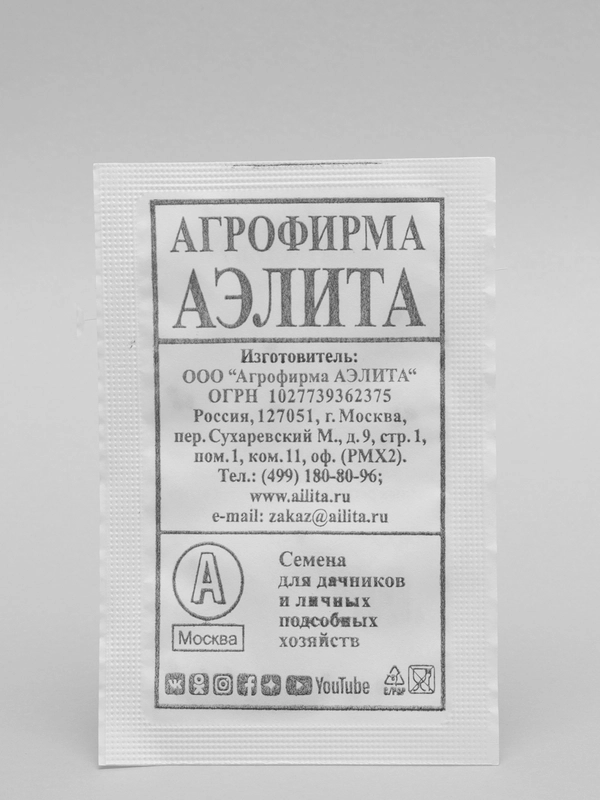 АГРОФИРМА
АЭЛИТА
Изготовитель:
ООО “Агрофирма АЭЛИТА“
ОГРН 1027739362375
Россия, 127051, г. Москва,
пер. Сухаревский М., д. 9, стр. 1,
пом. 1, ком. 11, оф. (РМХ2).
Тел.: (499) 180-80-96;
www.ailita.ru
e-mail: zakaz@ailita.ru
А
Москва
Семена
для дачников
и личных
подсобных
хозяйств
YouTube
C/PAP